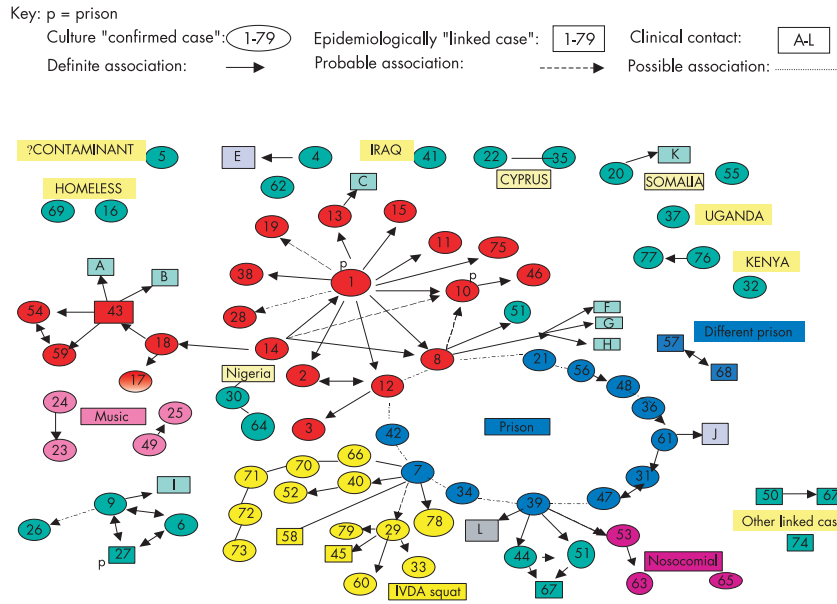 Key: p = prison
Culture "confirmed case": 1-79 Epidemiologically "linked case": 1-79 Clinical contact: A-L
Definite association: Probable association: Possible association:
?CONTAMINANT 5 E 4 IRAQ 41 22 35 K
CYPRUS 20 SOMALIA 55
HOMELESS 62 C
69 16 19 13 15 37 UGANDA
11 75 77 76
A B 38 p 1 p 10 46 KENYA
32
54 43 28 51 F
G
H
Different prison
57
68
59 18 14 8 21
17 Nigeria 2 12 56 48
30 36
24 Music 25 64 3 42 Prison 61 J
23 49
66
71 70 7 34 31
I 52 40 39 47 50 67
9 72 78 L
26 6 58 79 29 53 Other linked cas
p 27 73 45 44 51 74
33 Nosocomial
60 IVDA squat 67 63 65